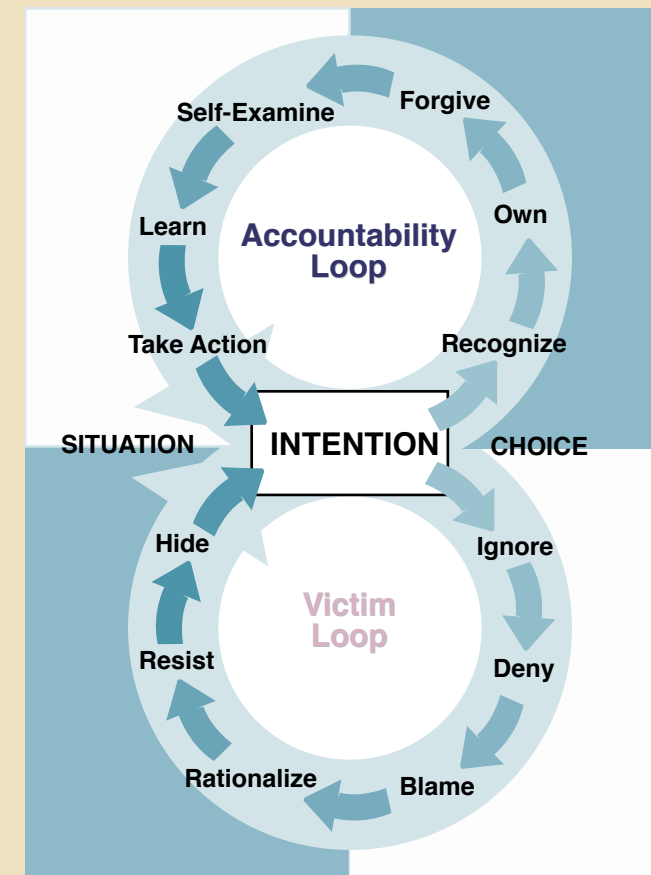 Forgive
Self-Examine
Own
Learn
Accountability
Loop
Take Action
Recognize
SITUATION
INTENTION
CHOICE
Hide
Ignore
Victim
Loop
Resist
Deny
Rationalize
Blame